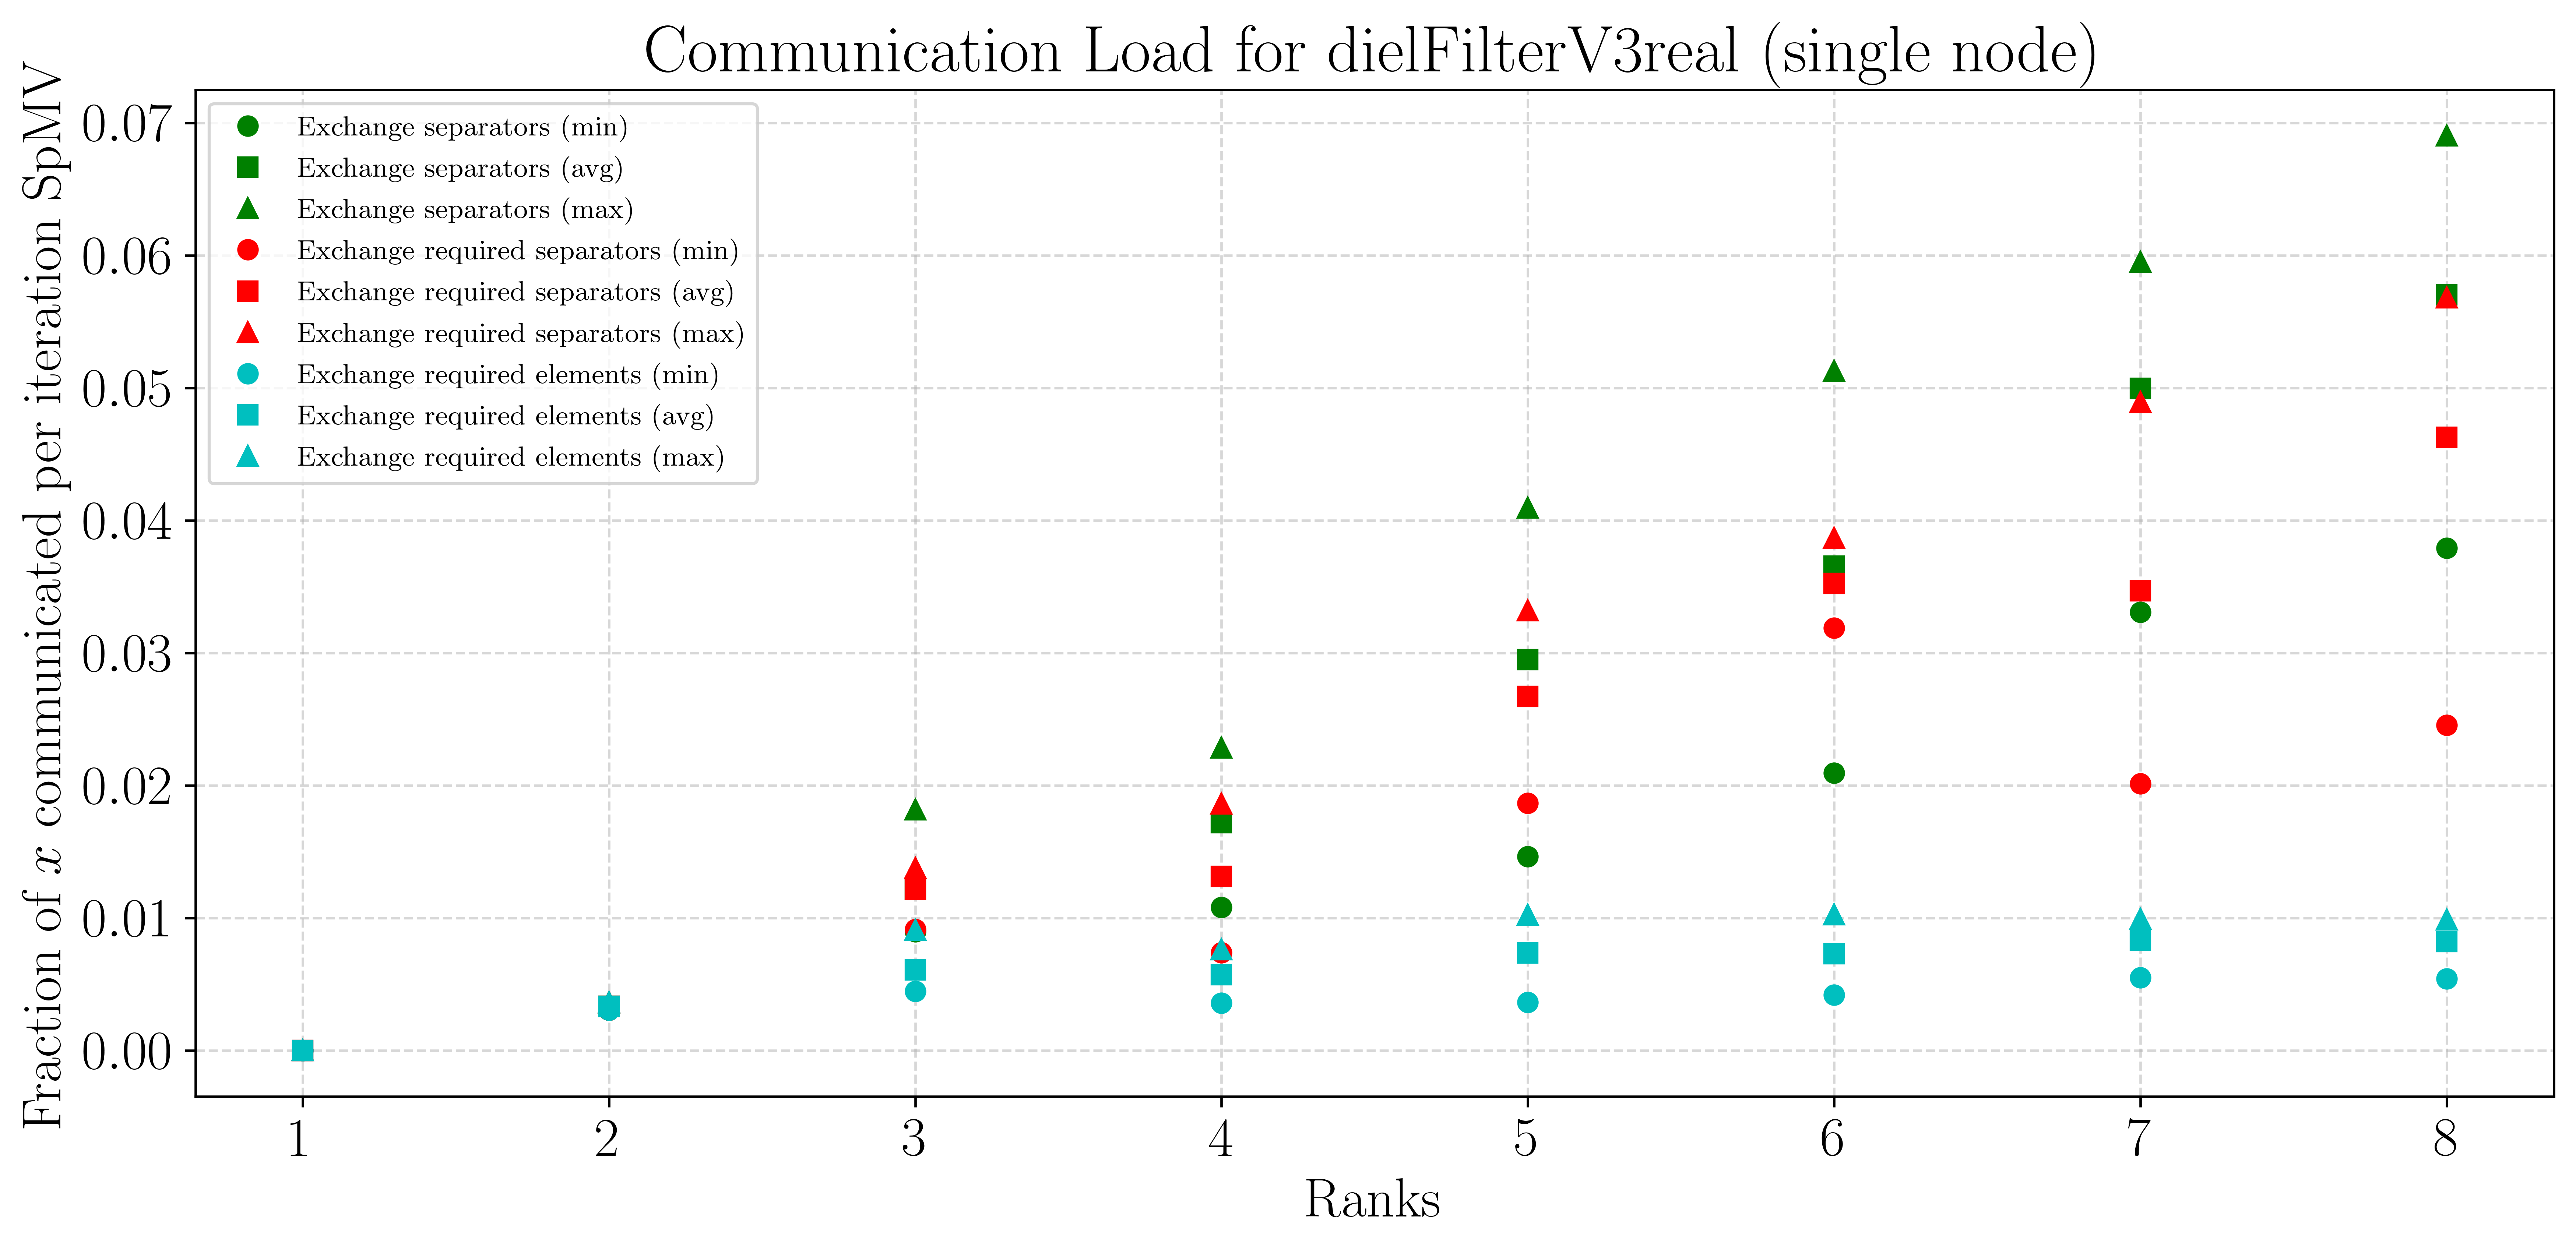 Communication Load for dielFilterV3real (single node)
Fraction of x communicated per iteration SpMV
0.07
0.06
0.05
0.04
0.03
0.02
0.01
0.00
Exchange separators (min)
Exchange separators (avg)
Exchange separators (max)
Exchange required separators (min)
Exchange required separators (avg)
Exchange required separators (max)
Exchange required elements (min)
Exchange required elements (avg)
Exchange required elements (max)
1 2 3 4 5 6 7 8
Ranks